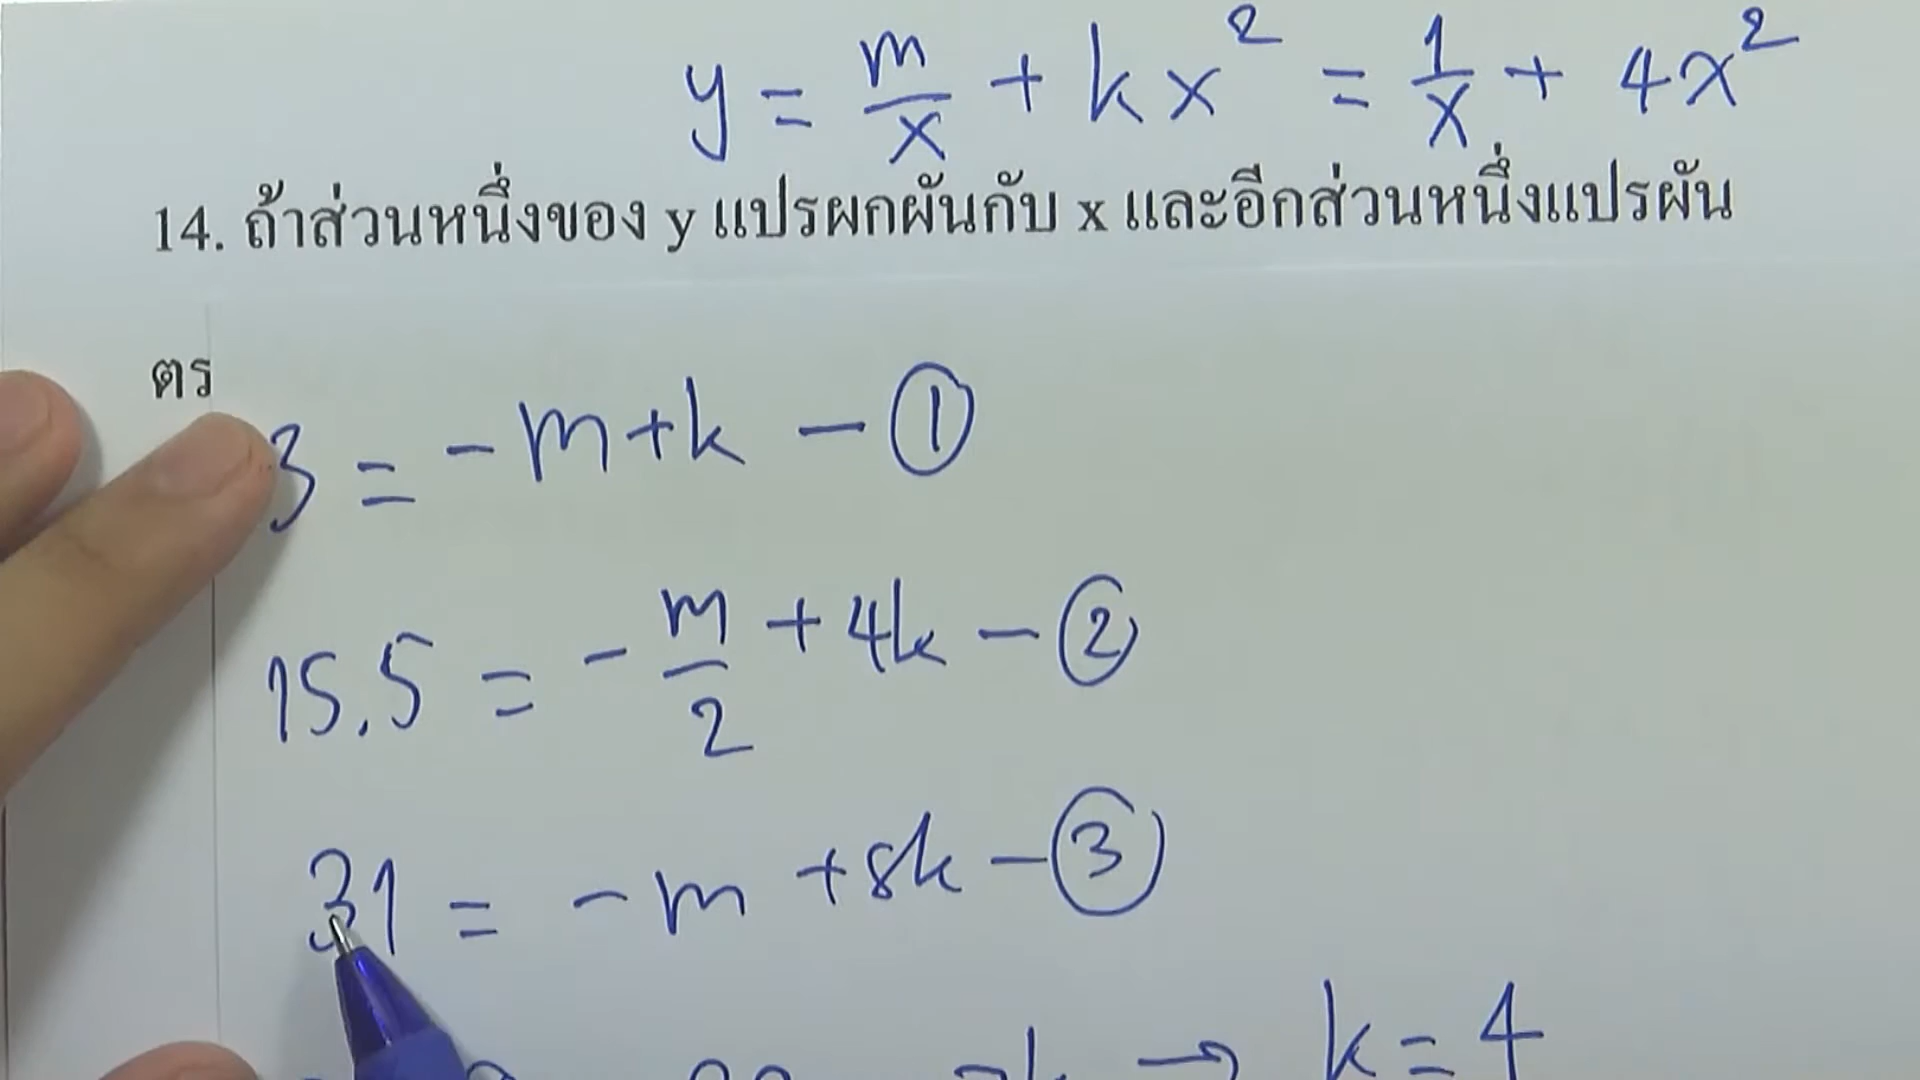 y = m/x + kx² = 1/x + 4x²
14. ถ้าส่วนหนึ่งของ y แปรผกผันกับ x และอีกส่วนหนึ่งแปรผัน
ตร
3 = - m + k - ①
15.5 = - m/2 + 4k - ②
31 = - m + 8k - ③
→ k = 4